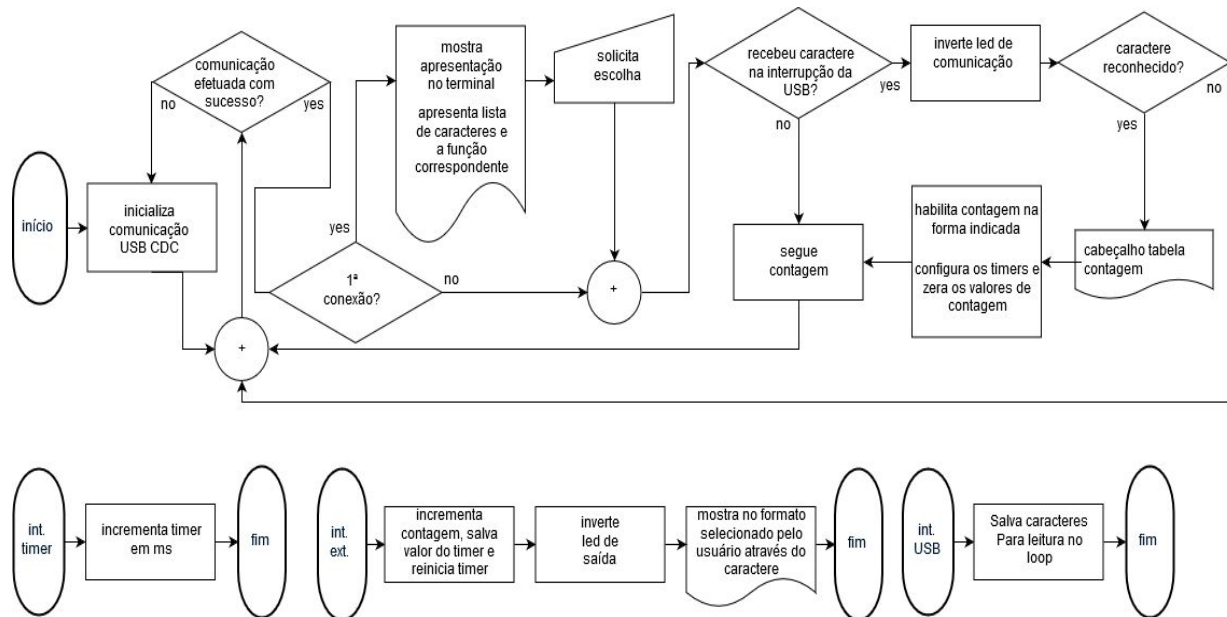 início
inicializa
comunicação
USB CDC
comunicação
efetuada com
sucesso?
no
yes
+
1ª
conexão?
yes
no
mostra
apresentação
no terminal
apresenta lista
de caracteres e
a função
correspondente
solicita
escolha
+
recebeu caractere
na interrupção da
USB?
yes
no
inverte led de
comunicação
caractere
reconhecido?
no
yes
cabeçalho tabela
contagem
habilita contagem na
forma indicada
configura os timers e
zera os valores de
contagem
segue
contagem
int.
timer
incrementa timer
em ms
fim
int.
ext.
incrementa
contagem, salva
valor do timer e
reinicia timer
inverte
led de
saída
mostra no formato
selecionado pelo
usuário através do
caractere
fim
int.
USB
Salva caracteres
Para leitura no
loop
fim